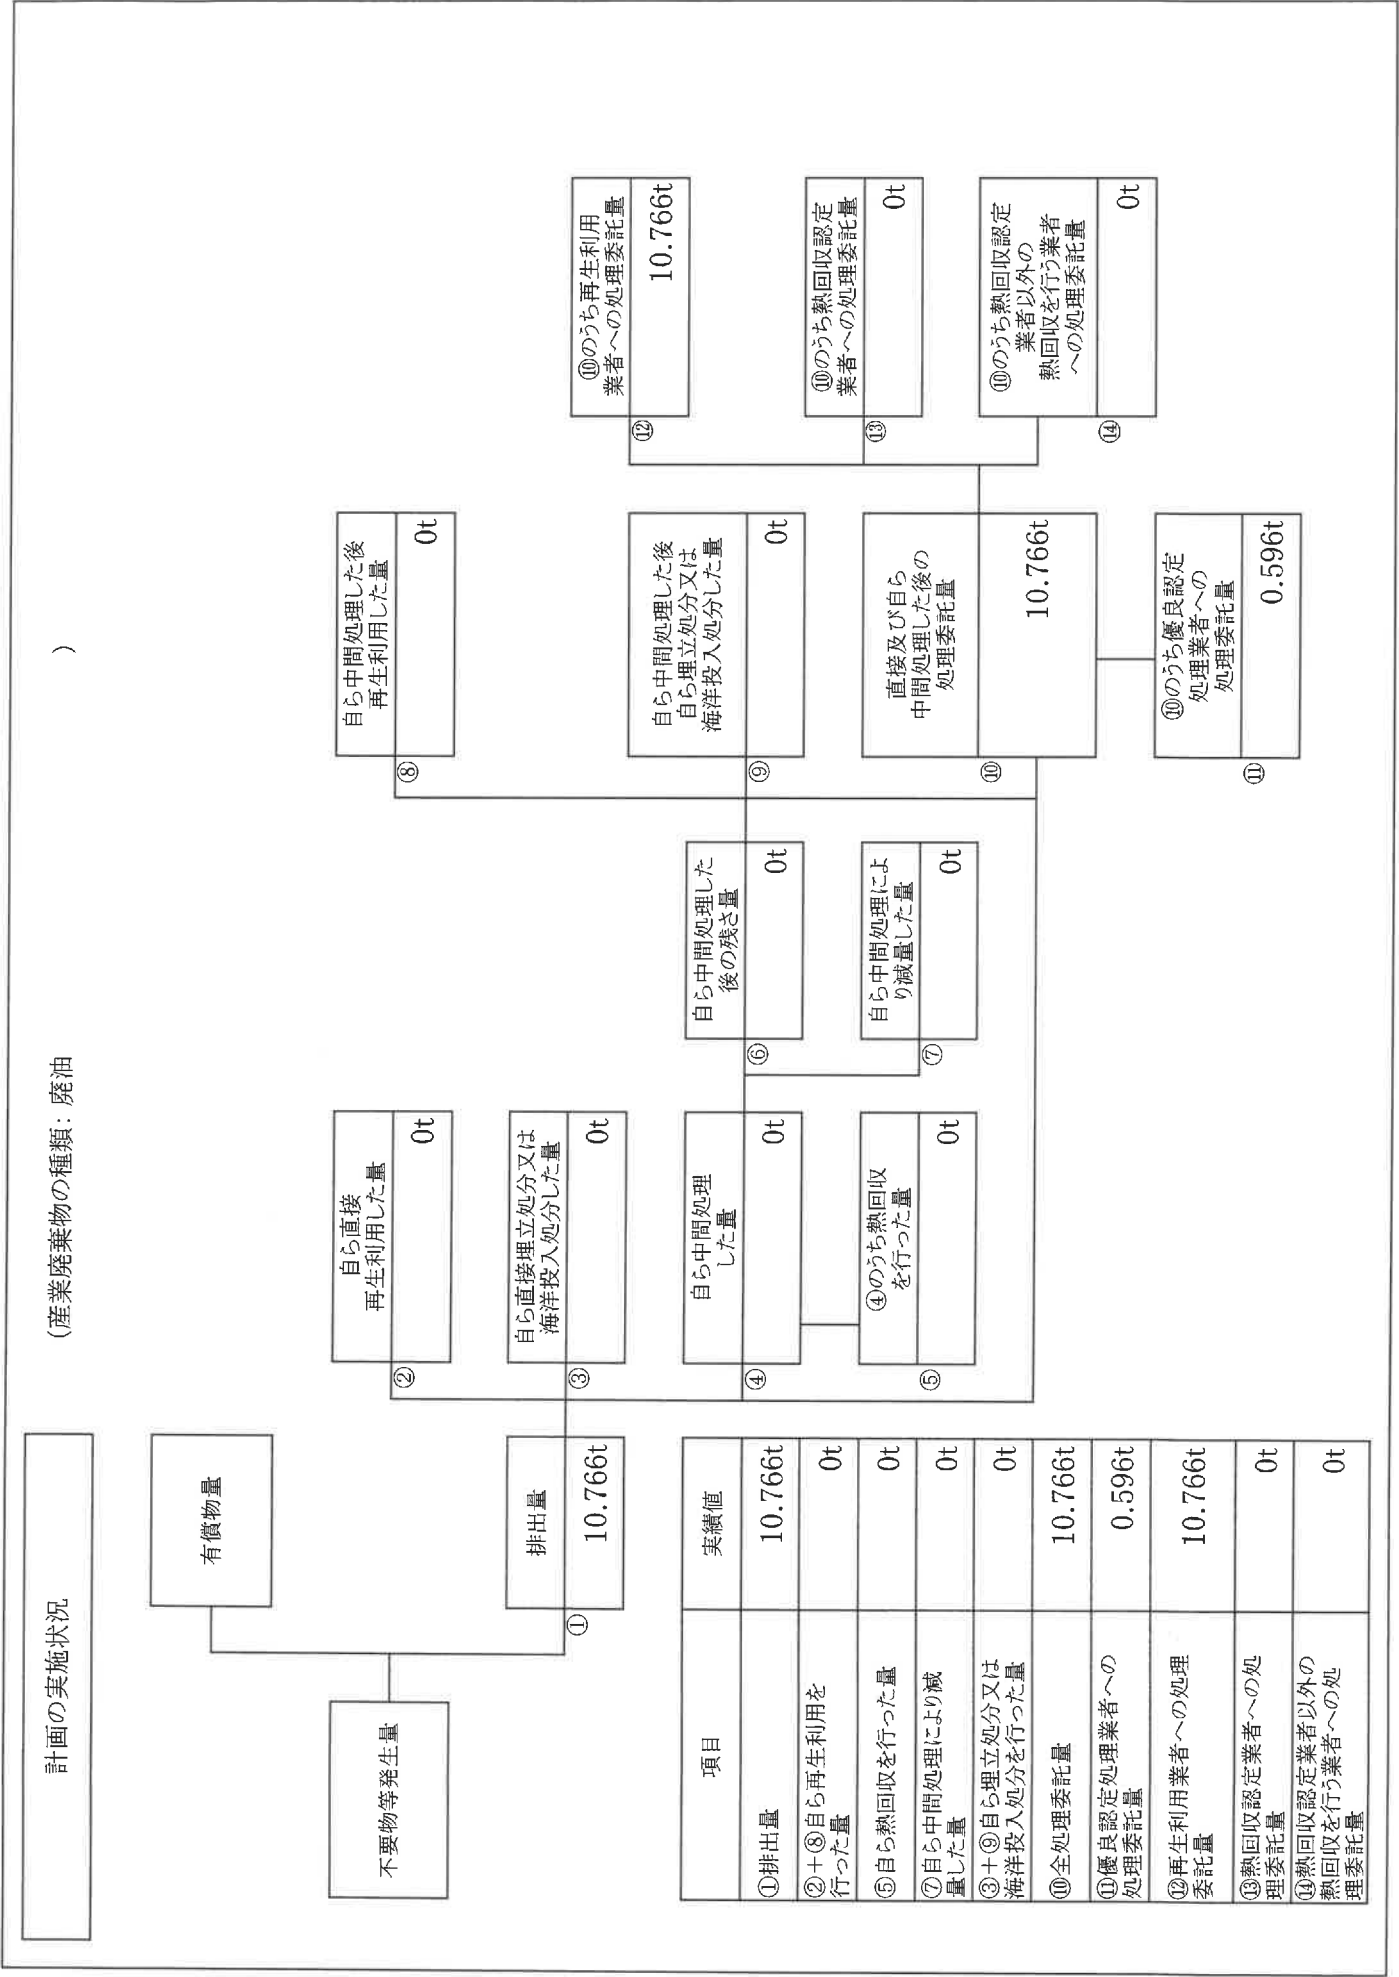 計画の実施状況
(産業廃棄物の種類：廃油　　　　　　　　　　)
有償物量
不要物等発生量
①
排出量
10.766t
②
自ら直接
再生利用した量
0t
③
自ら直接埋立処分又は
海洋投入処分した量
0t
④
自ら中間処理
した量
0t
⑤
④のうち熱回収
を行った量
0t
⑥
自ら中間処理した
後の残さ量
0t
⑦
自ら中間処理によ
り減量した量
0t
⑧
自ら中間処理した後
再生利用した量
0t
⑨
自ら中間処理した後
自ら埋立処分又は
海洋投入処分した量
0t
⑩
直接及び自ら
中間処理した後の
処理委託量
10.766t
⑪
⑩のうち優良認定
処理業者への
処理委託量
0.596t
⑫
⑩のうち再生利用
業者への処理委託量
10.766t
⑬
⑩のうち熱回収認定
業者への処理委託量
0t
⑭
⑩のうち熱回収認定
業者以外の
熱回収を行う業者
への処理委託量
0t
項目 実績値
①排出量 10.766t
②+⑧自ら再生利用を
行った量 0t
⑤自ら熱回収を行った量 0t
⑦自ら中間処理により減
量した量 0t
③+⑨自ら埋立処分又は
海洋投入処分を行った量 0t
⑩全処理委託量 10.766t
⑪優良認定処理業者への
処理委託量 0.596t
⑫再生利用業者への処理
委託量 10.766t
⑬熱回収認定業者への処
理委託量 0t
⑭熱回収認定業者以外の
熱回収を行う業者への処
理委託量 0t